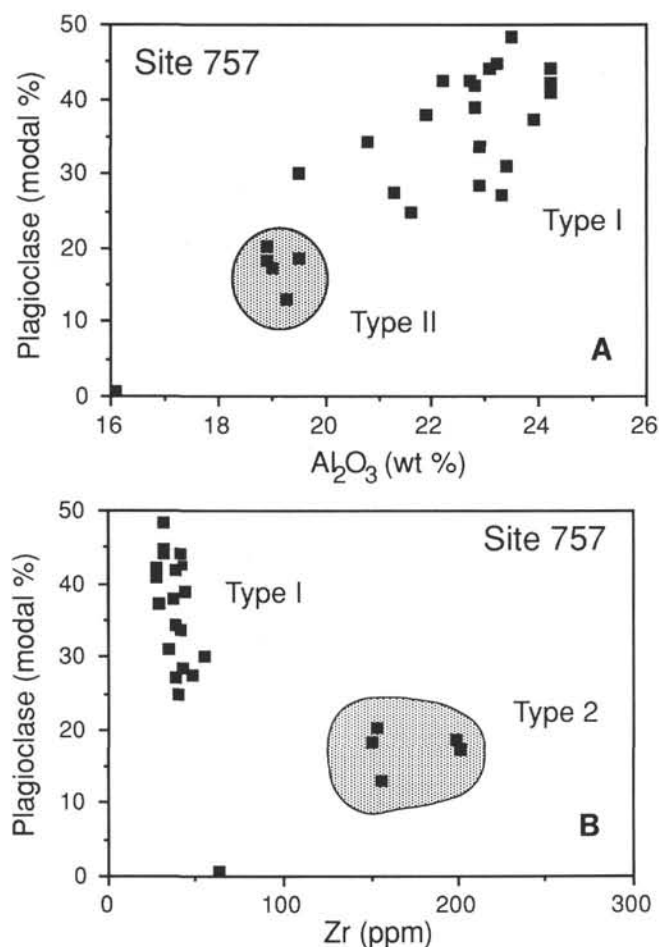 Site 757
Plagioclase (modal %)
50
40
30
20
10
0
Type I
Type II
A
16 18 20 22 24 26
Al₂O₃ (wt %)
Site 757
Plagioclase (modal %)
50
40
30
20
10
0
Type I
Type 2
B
0 100 200 300
Zr (ppm)